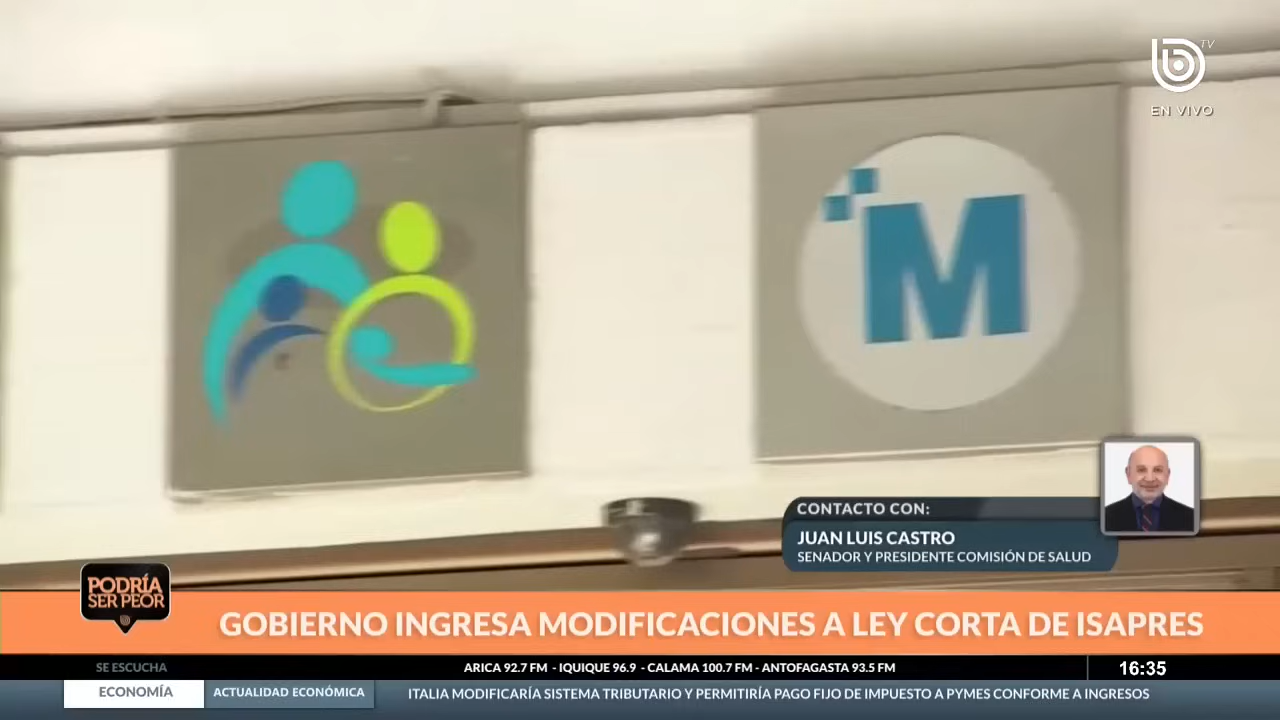 TV
EN VIVO
M
CONTACTO CON:
JUAN LUIS CASTRO
SENADOR Y PRESIDENTE COMISIÓN DE SALUD
PODRÍA
SER PEOR
GOBIERNO INGRESA MODIFICACIONES A LEY CORTA DE ISAPRES
SE ESCUCHA
ARICA 92.7 FM - IQUIQUE 96.9 - CALAMA 100.7 FM - ANTOFAGASTA 93.5 FM
16:35
ECONOMÍA
ACTUALIDAD ECONÓMICA
ITALIA MODIFICARÍA SISTEMA TRIBUTARIO Y PERMITIRÍA PAGO FIJO DE IMPUESTO A PYMES CONFORME A INGRESOS